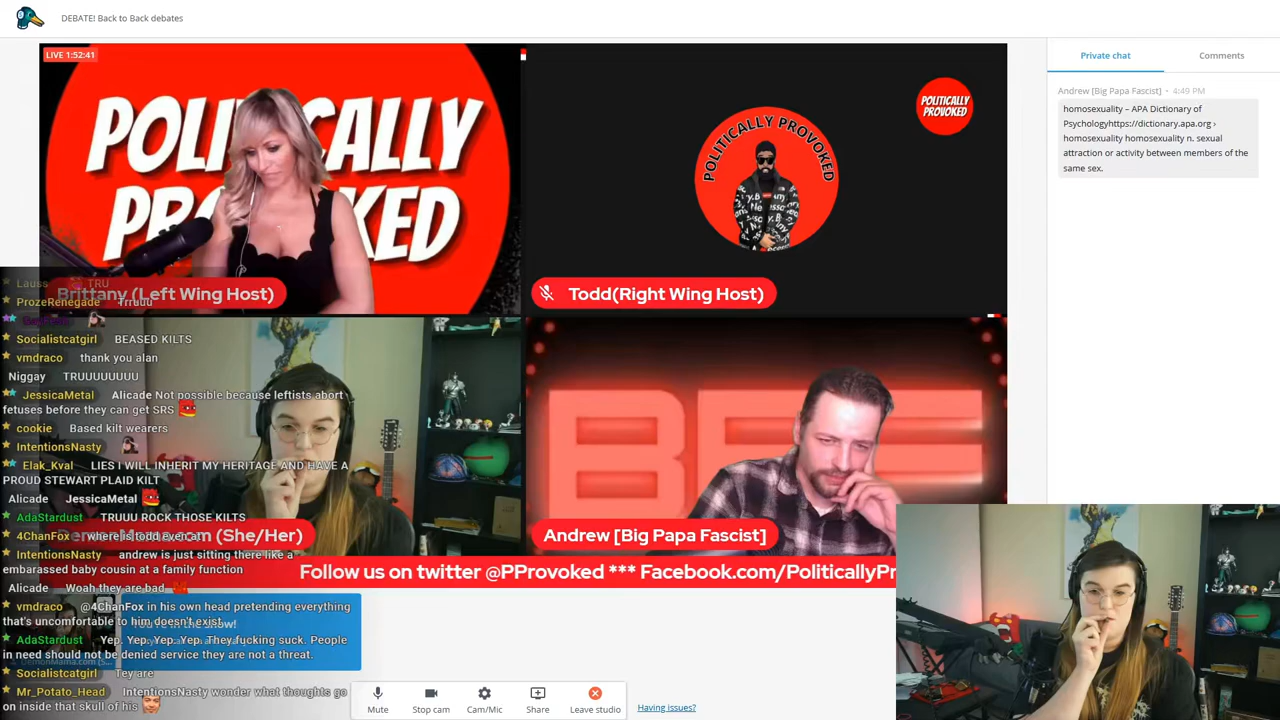 DEBATE! Back to Back debates
LIVE 1:52:41
POLITICALLY
PROVOKED
Brittany (Left Wing Host)
POLITICALLY PROVOKED
POLITICALLY
PROVOKED
Todd(Right Wing Host)
Private chat
Comments
Andrew [Big Papa Fascist] • 4:49 PM
homosexuality – APA Dictionary of
Psychologyhttps://dictionary.apa.org ›
homosexuality homosexuality n. sexual
attraction or activity between members of the
same sex.
Lauss TRU
ProzeRenegade Trruuu
Socialistcatgirl BEASED KILTS
vmdraco thank you alan
Niggay TRUUUUUUUU
JessicaMetal Alicade Not possible because leftists abort
fetuses before they can get SRS
cookie Based kilt wearers
IntentionsNasty
Elak_Kval LIES I WILL INHERIT MY HERITAGE AND HAVE A
PROUD STEWART PLAID KILT
Alicade JessicaMetal
AdaStardust TRUUU ROCK THOSE KILTS
4ChanFox where is todd even at
IntentionsNasty andrew is just sitting there like a
embarassed baby cousin at a family function
Alicade Woah they are bad
vmdraco @4ChanFox in his own head pretending everything
that's uncomfortable to him doesn't exist
AdaStardust Yep. Yep. Yep. Yep. They fucking suck. People
in need should not be denied service they are not a threat.
Socialistcatgirl Tey are
Mr_Potato_Head IntentionsNasty wonder what thoughts go
on inside that skull of his
(She/Her)
BFE
Andrew [Big Papa Fascist]
Follow us on twitter @PProvoked *** Facebook.com/PoliticallyPr
Mute
Stop cam
Cam/Mic
Share
Leave studio
Having issues?